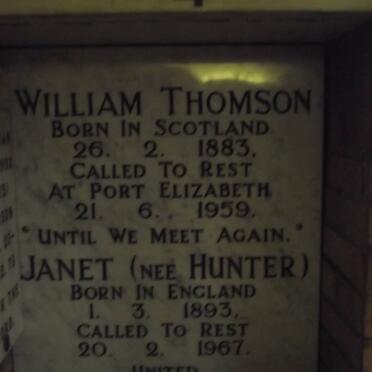 WILLIAM THOMSON
BORN IN SCOTLAND
26. 2. 1883.
CALLED TO REST
AT PORT ELIZABETH
21. 6. 1959.
"UNTIL WE MEET AGAIN."
JANET (NEE HUNTER)
BORN IN ENGLAND
1. 3. 1893.
CALLED TO REST
20. 2. 1967.
UNITED